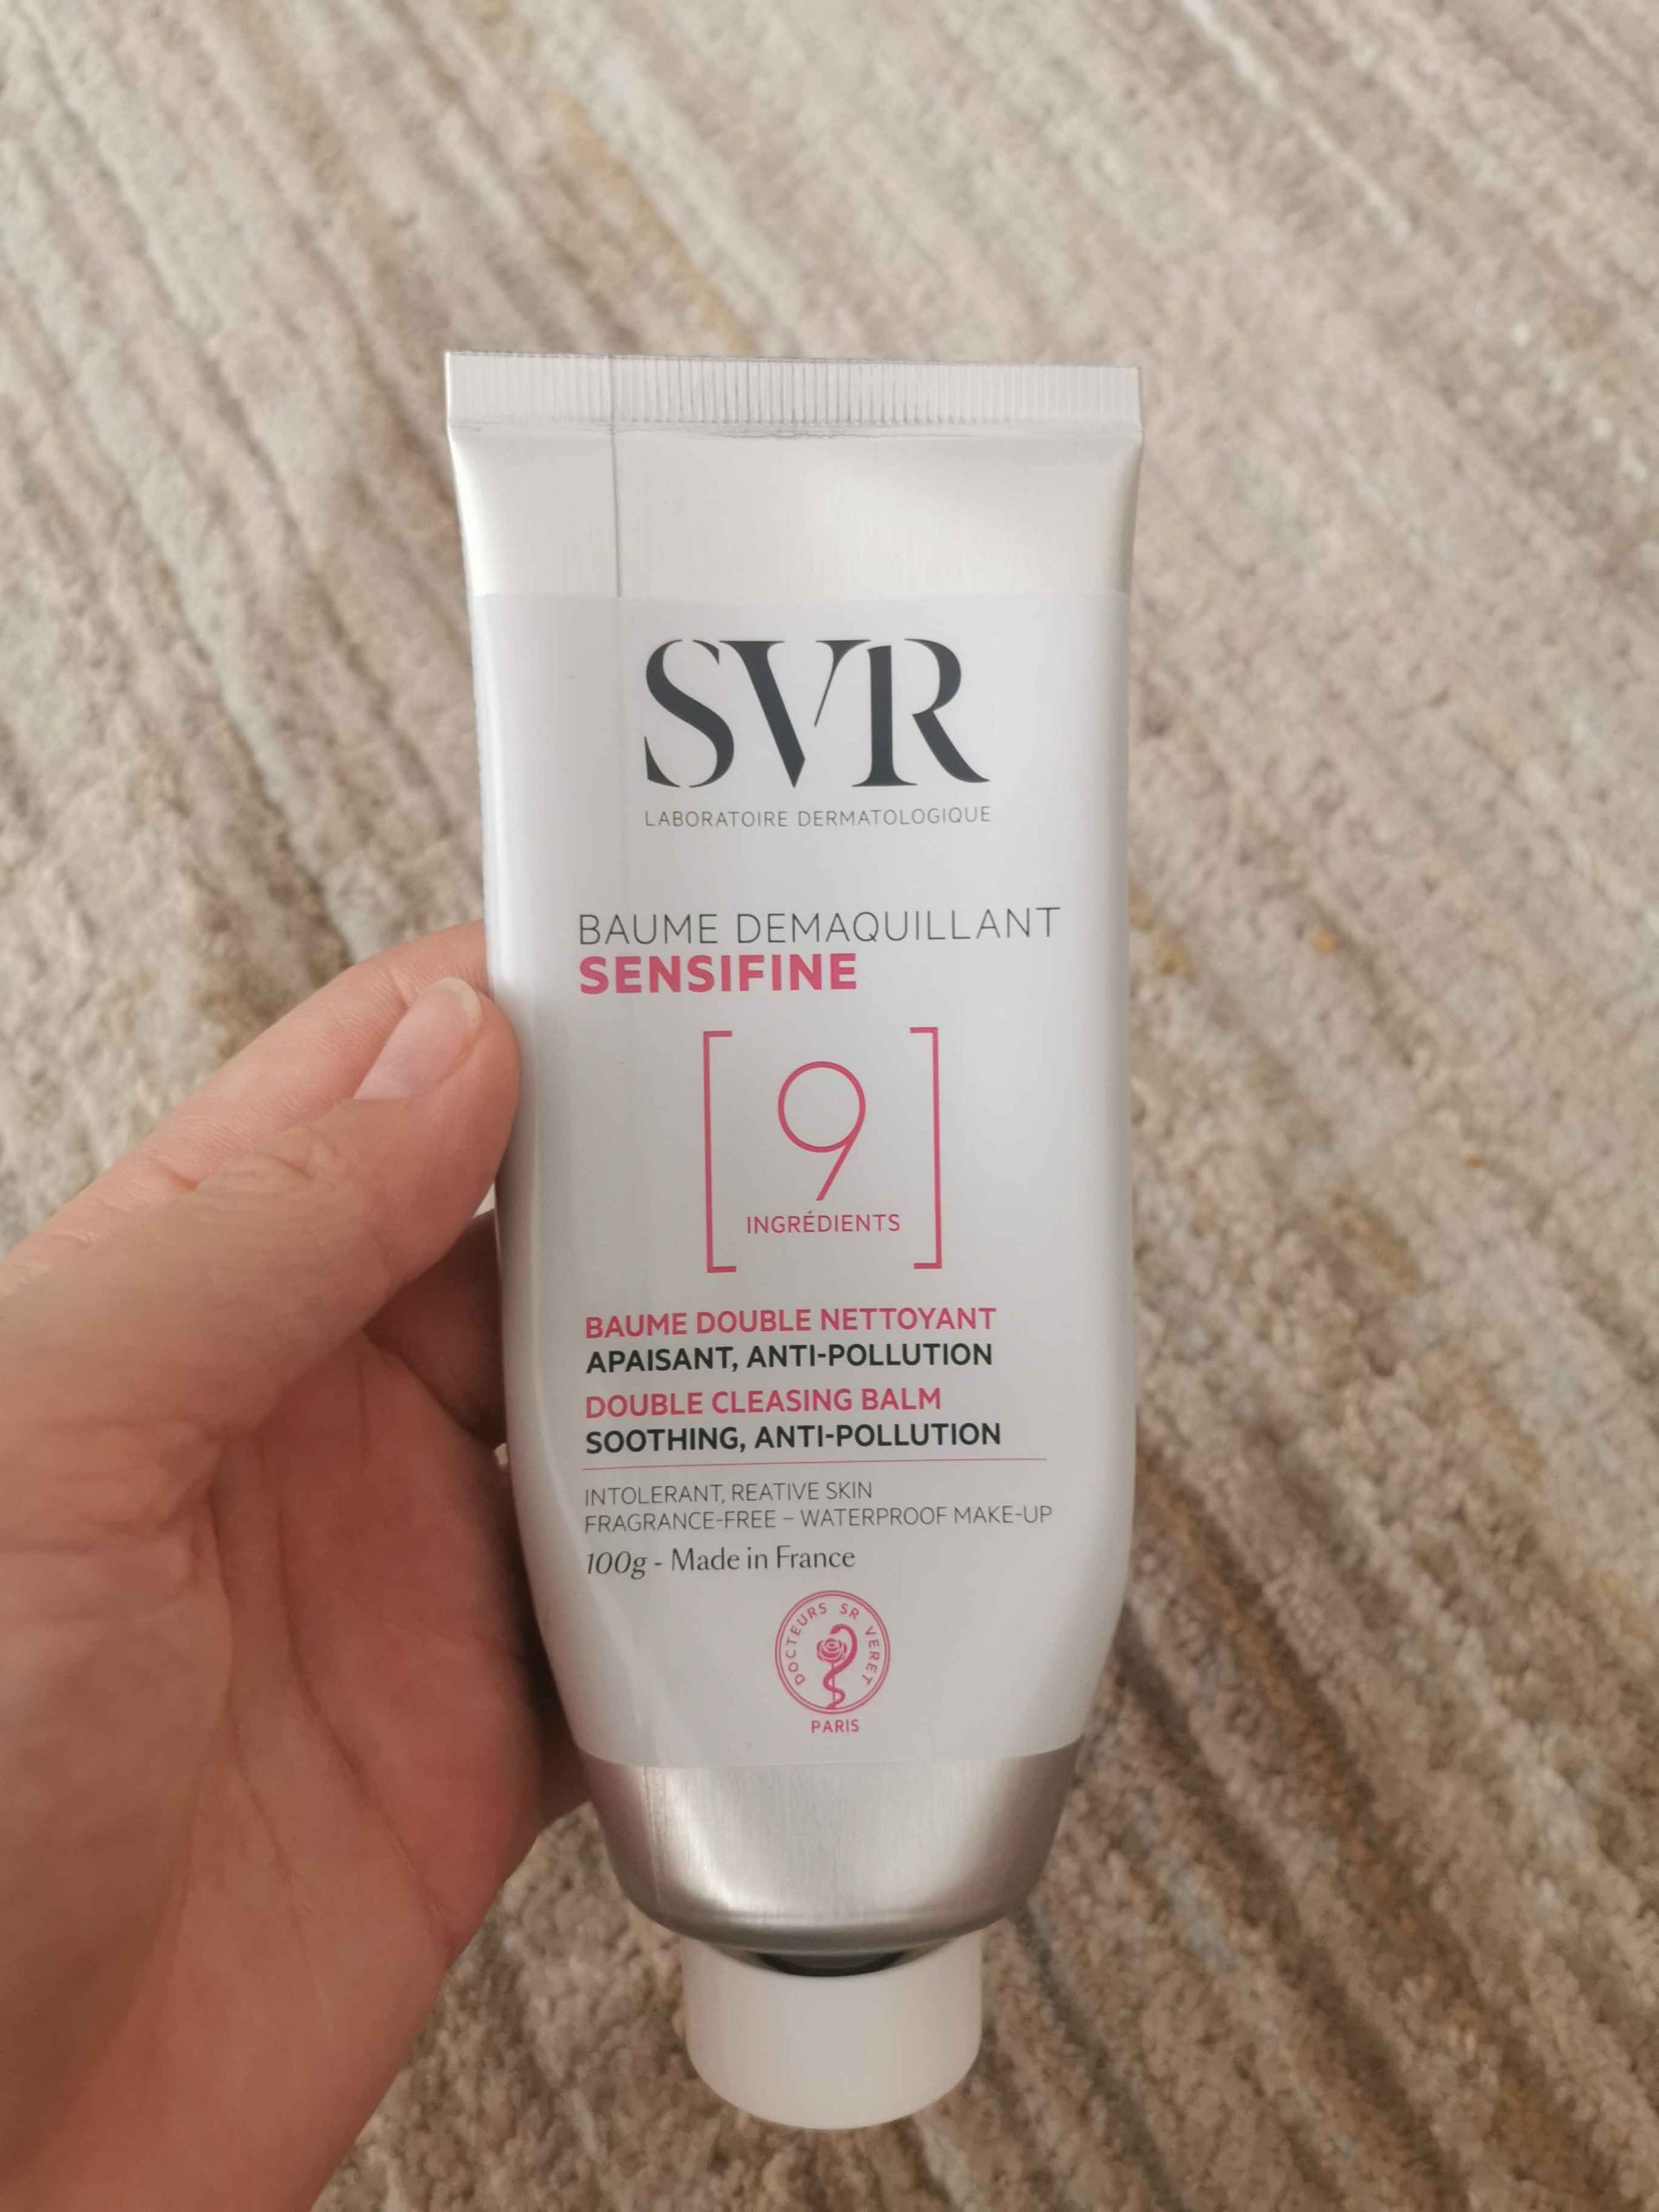 SVR
LABORATOIRE DERMATOLOGIQUE
BAUME DEMAQUILLANT
SENSIFINE
9
INGRÉDIENTS
BAUME DOUBLE NETTOYANT
APAISANT, ANTI-POLLUTION
DOUBLE CLEASING BALM
SOOTHING, ANTI-POLLUTION
INTOLERANT, REATIVE SKIN
FRAGRANCE-FREE – WATERPROOF MAKE-UP
100g - Made in France
DOCTEURS SR VERET
PARIS